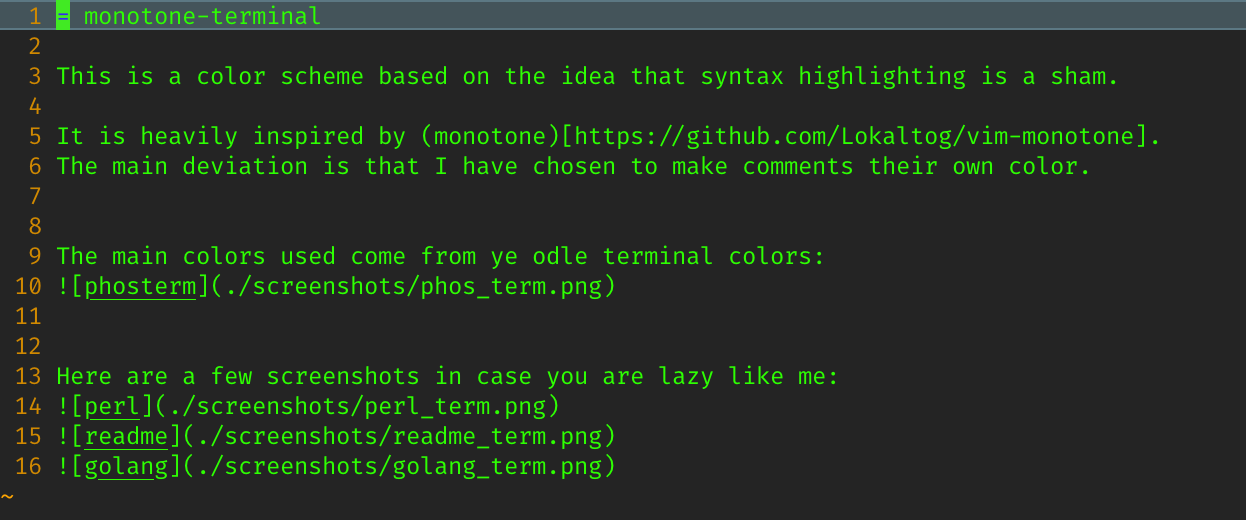 1 = monotone-terminal
2
3 This is a color scheme based on the idea that syntax highlighting is a sham.
4
5 It is heavily inspired by (monotone)[https://github.com/Lokaltog/vim-monotone].
6 The main deviation is that I have chosen to make comments their own color.
7
8
9 The main colors used come from ye odle terminal colors:
10 ![phosterm](./screenshots/phos_term.png)
11
12
13 Here are a few screenshots in case you are lazy like me:
14 ![perl](./screenshots/perl_term.png)
15 ![readme](./screenshots/readme_term.png)
16 ![golang](./screenshots/golang_term.png)
~